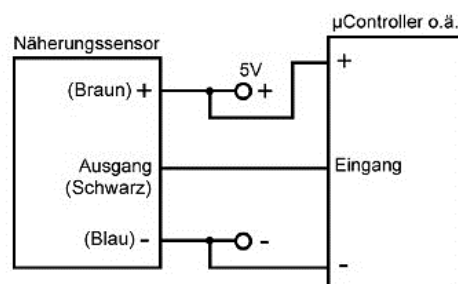 µController o.ä.
Näherungssensor
5V
(Braun) +
+
+
Ausgang
(Schwarz)
Eingang
(Blau) -
-
-